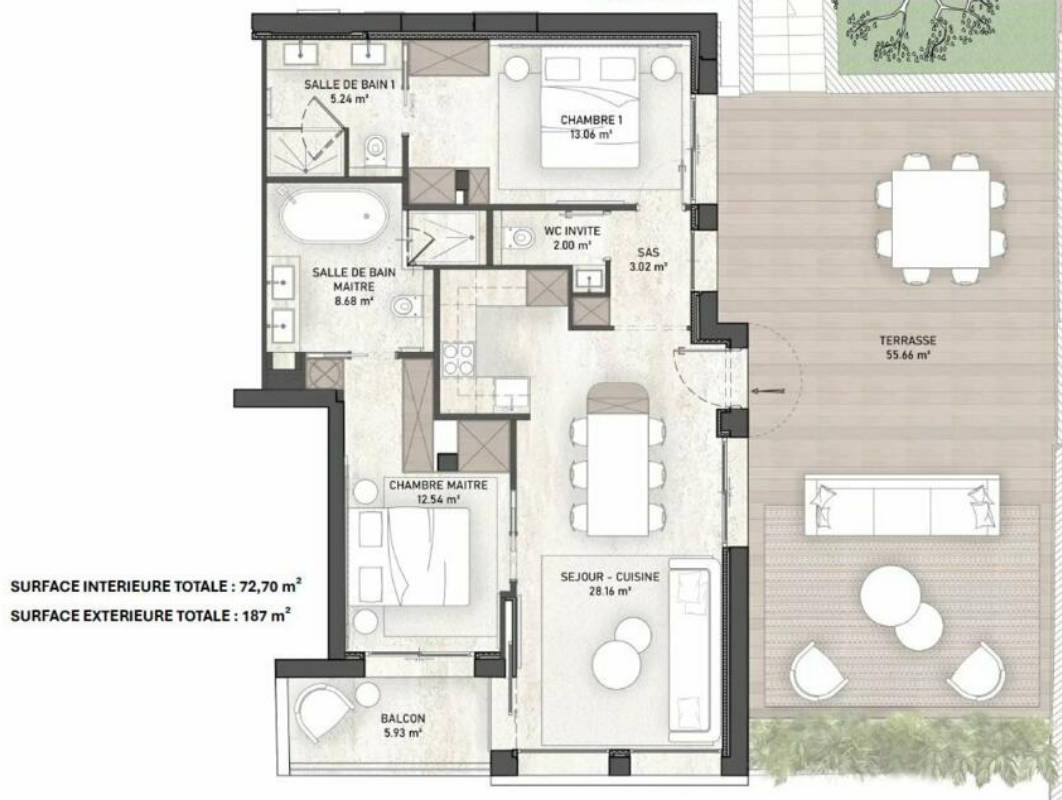 SALLE DE BAIN 1
5.24 m²
CHAMBRE 1
13.06 m²
WC INVITE
2.00 m²
SAS
3.02 m²
SALLE DE BAIN
MAITRE
8.68 m²
TERRASSE
55.66 m²
CHAMBRE MAITRE
12.54 m²
SEJOUR - CUISINE
28.16 m²
SURFACE INTERIEURE TOTALE : 72,70 m²
SURFACE EXTERIEURE TOTALE : 187 m²
BALCON
5.93 m²